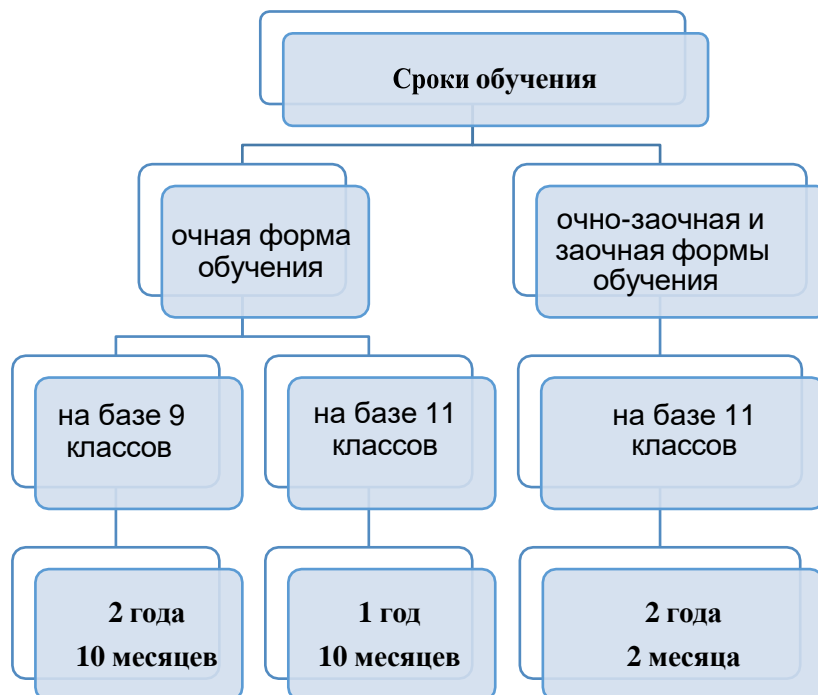 Сроки обучения
очная форма
обучения
очно-заочная и
заочная формы
обучения
на базе 9
классов
на базе 11
классов
на базе 11
классов
2 года
10 месяцев
1 год
10 месяцев
2 года
2 месяца